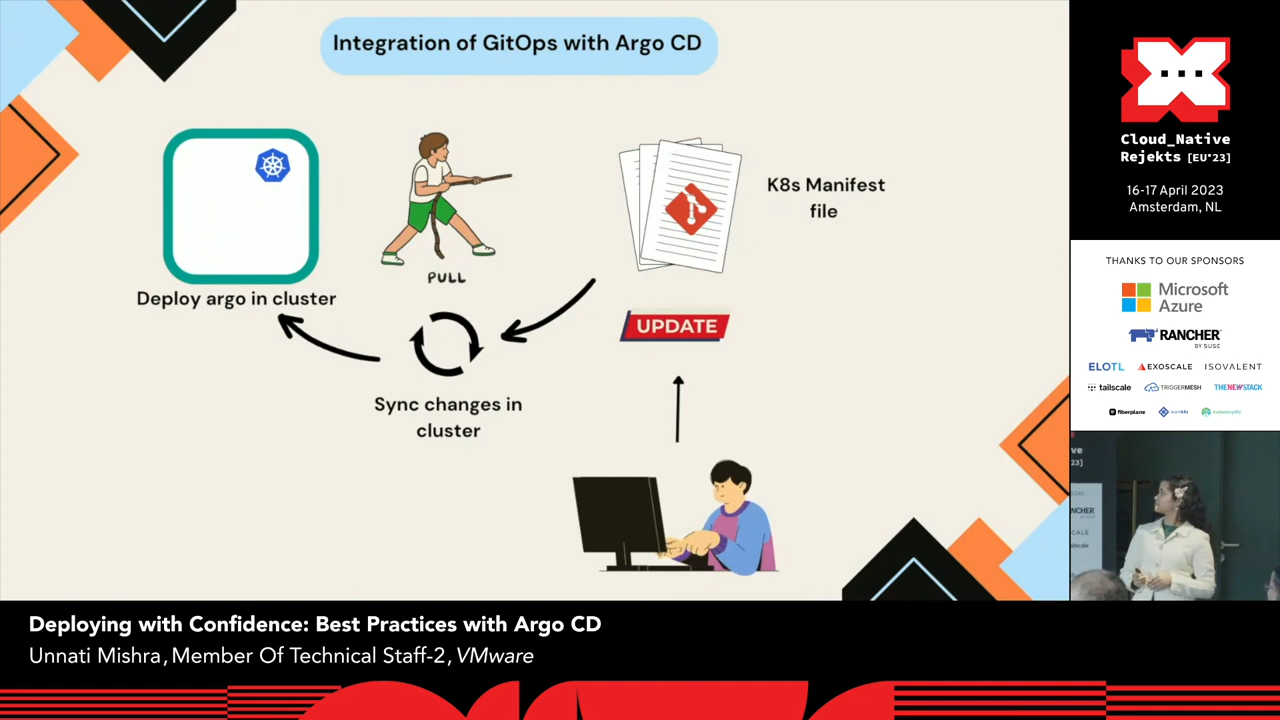 Integration of GitOps with Argo CD
K8s Manifest
file
PULL
Deploy argo in cluster
UPDATE
Sync changes in
cluster
Cloud_Native
Rejekts [EU*23]
16-17 April 2023
Amsterdam, NL
THANKS TO OUR SPONSORS
Microsoft
Azure
RANCHER
BY SUSE
ELOTL
EXOSCALE
ISOVALENT
tailscale
TRIGGERMESH
THENEWSTACK
fiberplane
Deploying with Confidence: Best Practices with Argo CD
Unnati Mishra, Member Of Technical Staff-2, VMware